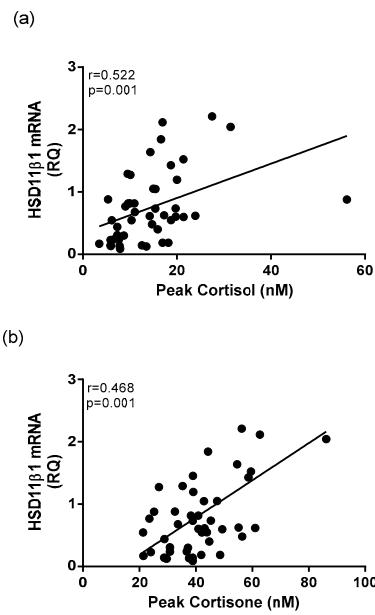 (a)
r=0.522
p=0.001
HSD11β1 mRNA
(RQ)
3
2
1
0
0 20 40 60
Peak Cortisol (nM)
(b)
r=0.468
p=0.001
HSD11β1 mRNA
(RQ)
3
2
1
0
0 20 40 60 80 100
Peak Cortisone (nM)